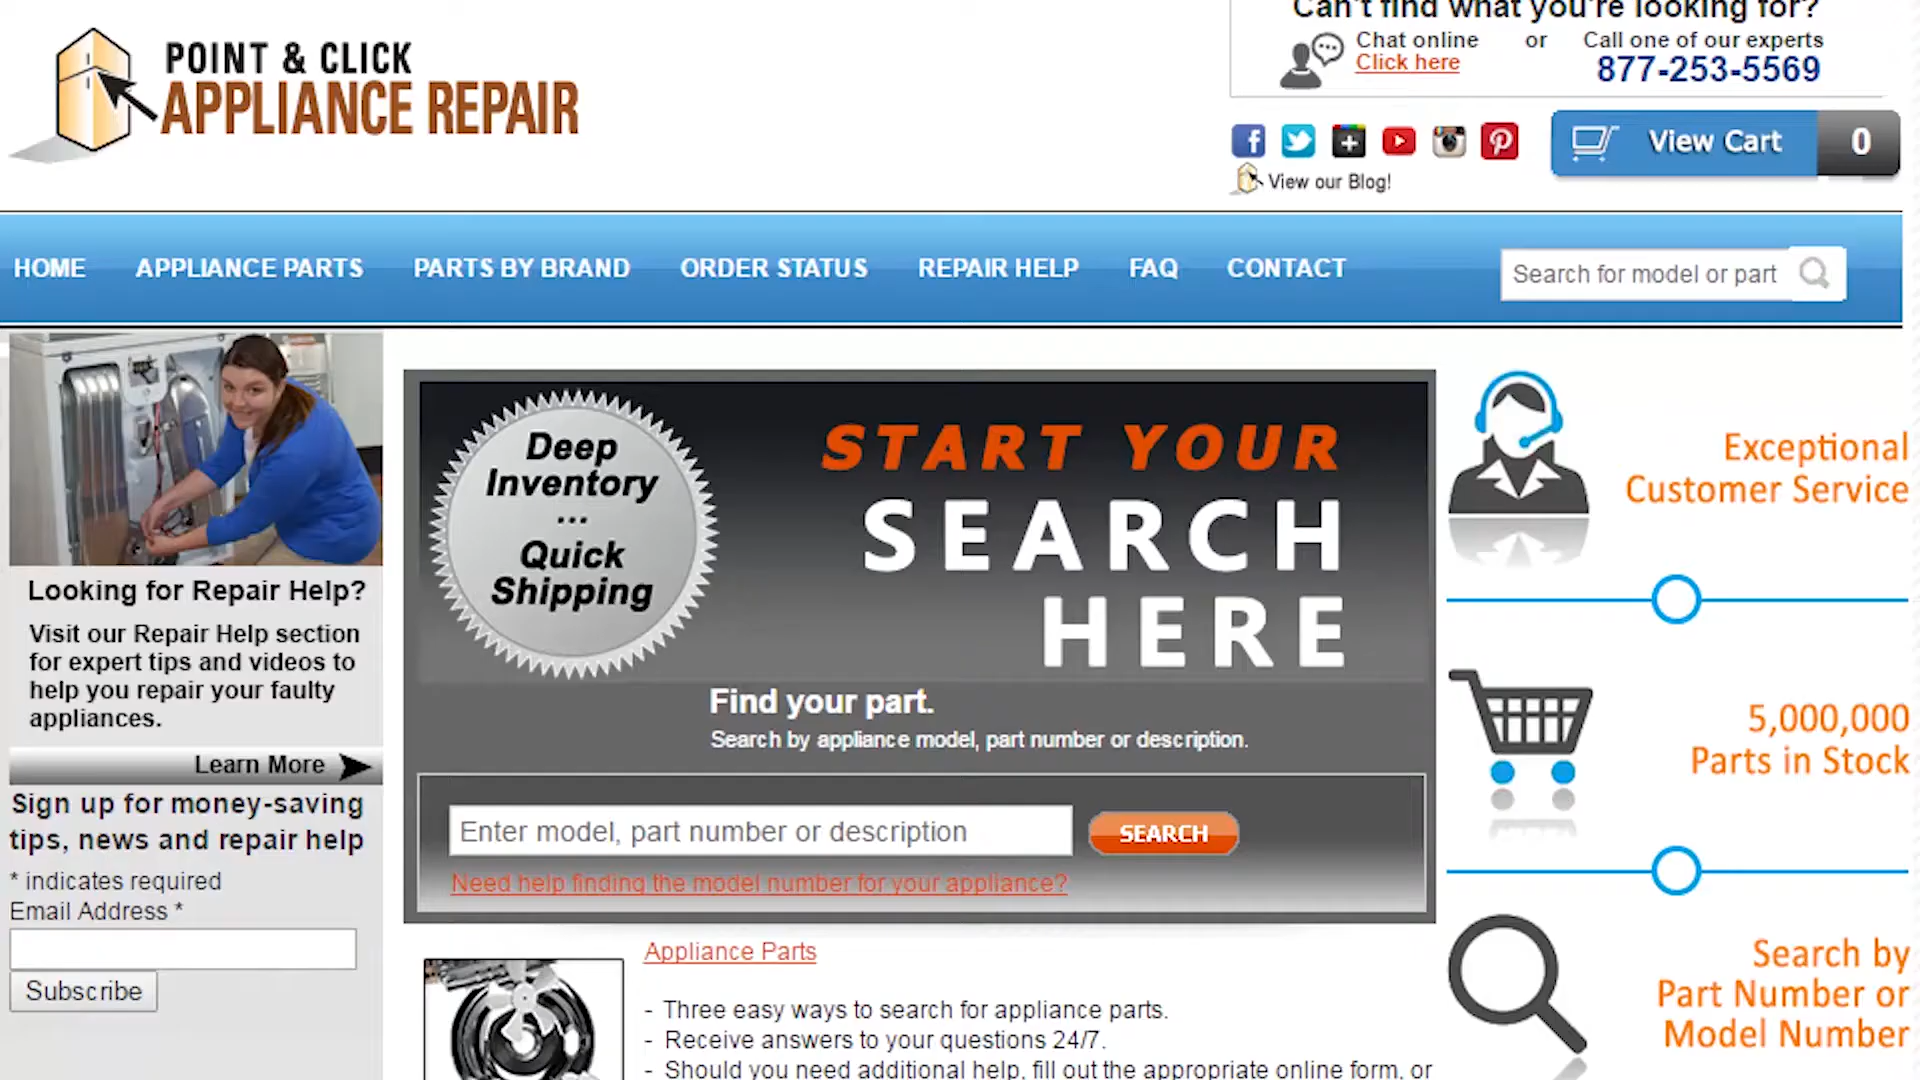 POINT & CLICK
APPLIANCE REPAIR
Can't find what you're looking for?
Chat online or Call one of our experts
Click here 877-253-5569
View Cart 0
View our Blog!
HOME APPLIANCE PARTS PARTS BY BRAND ORDER STATUS REPAIR HELP FAQ CONTACT
Search for model or part
Looking for Repair Help?
Visit our Repair Help section
for expert tips and videos to
help you repair your faulty
appliances.
Learn More
Sign up for money-saving
tips, news and repair help
* indicates required
Email Address *
Subscribe
Deep
Inventory
...
Quick
Shipping
START YOUR
SEARCH
HERE
Find your part.
Search by appliance model, part number or description.
Enter model, part number or description
SEARCH
Need help finding the model number for your appliance?
Appliance Parts
- Three easy ways to search for appliance parts.
- Receive answers to your questions 24/7.
- Should you need additional help, fill out the appropriate online form, or
Exceptional
Customer Service
5,000,000
Parts in Stock
Search by
Part Number or
Model Number